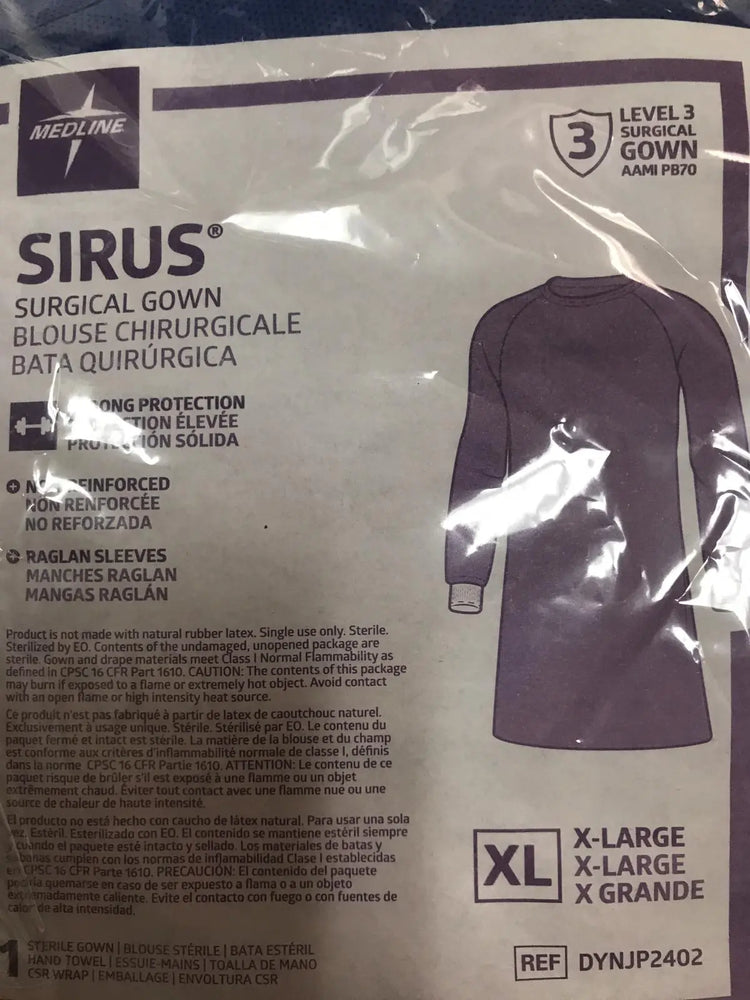 MEDLINE
3
LEVEL 3
SURGICAL
GOWN
AAMI PB70
SIRUS®
SURGICAL GOWN
BLOUSE CHIRURGICALE
BATA QUIRÚRGICA
PROTECTION
ÉLEVÉE
SÓLIDA
NON RENFORCÉE
NO REFORZADA
RAGLAN SLEEVES
MANCHES RAGLAN
MANGAS RAGLÁN
Product is not made with natural rubber latex. Single use only. Sterile.
Sterilized by EO. Contents of the undamaged, unopened package are
sterile. Gown and drape materials meet Class I Normal Flammability as
defined in CPSC 16 CFR Part 1610. CAUTION: The contents of this package
may burn if exposed to a flame or extremely hot object. Avoid contact
with an open flame or high intensity heat source.
Ce produit n'est pas fabriqué à partir de latex de caoutchouc naturel.
Exclusivement à usage unique. Stérile. Stérilisé par EO. Le contenu du
paquet fermé et intact est stérile. La matière de la blouse et du champ
est conforme aux critères d'inflammabilité normale de classe I, définis
dans la norme CPSC 16 CFR Partie 1610. ATTENTION: Le contenu de ce
paquet risque de brûler s'il est exposé à une flamme ou un objet
extrêmement chaud. Éviter tout contact avec une flamme nue ou une
source de chaleur de haute intensité.
El producto no está hecho con caucho de látex natural. Para usar una sola
vez. Estéril. Esterilizado con EO. El contenido se mantiene estéril siempre
y cuando el paquete esté intacto y sellado. Los materiales de batas y
sábanas cumplen con los normas de inflamabilidad Clase I establecidas
en CPSC 16 CFR Parte 1610. PRECAUCIÓN: El contenido del paquete
podría quemarse en caso de ser expuesto a flama o a un objeto
extremadamente caliente. Evite el contacto con fuego o con fuentes de
calor de alta intensidad.
XL
X-LARGE
X-LARGE
X GRANDE
1
STERILE GOWN | BLOUSE STÉRILE | BATA ESTÉRIL
HAND TOWEL | ESSUIE-MAINS | TOALLA DE MANO
CSR WRAP | EMBALLAGE | ENVOLTURA CSR
REF DYNJP2402